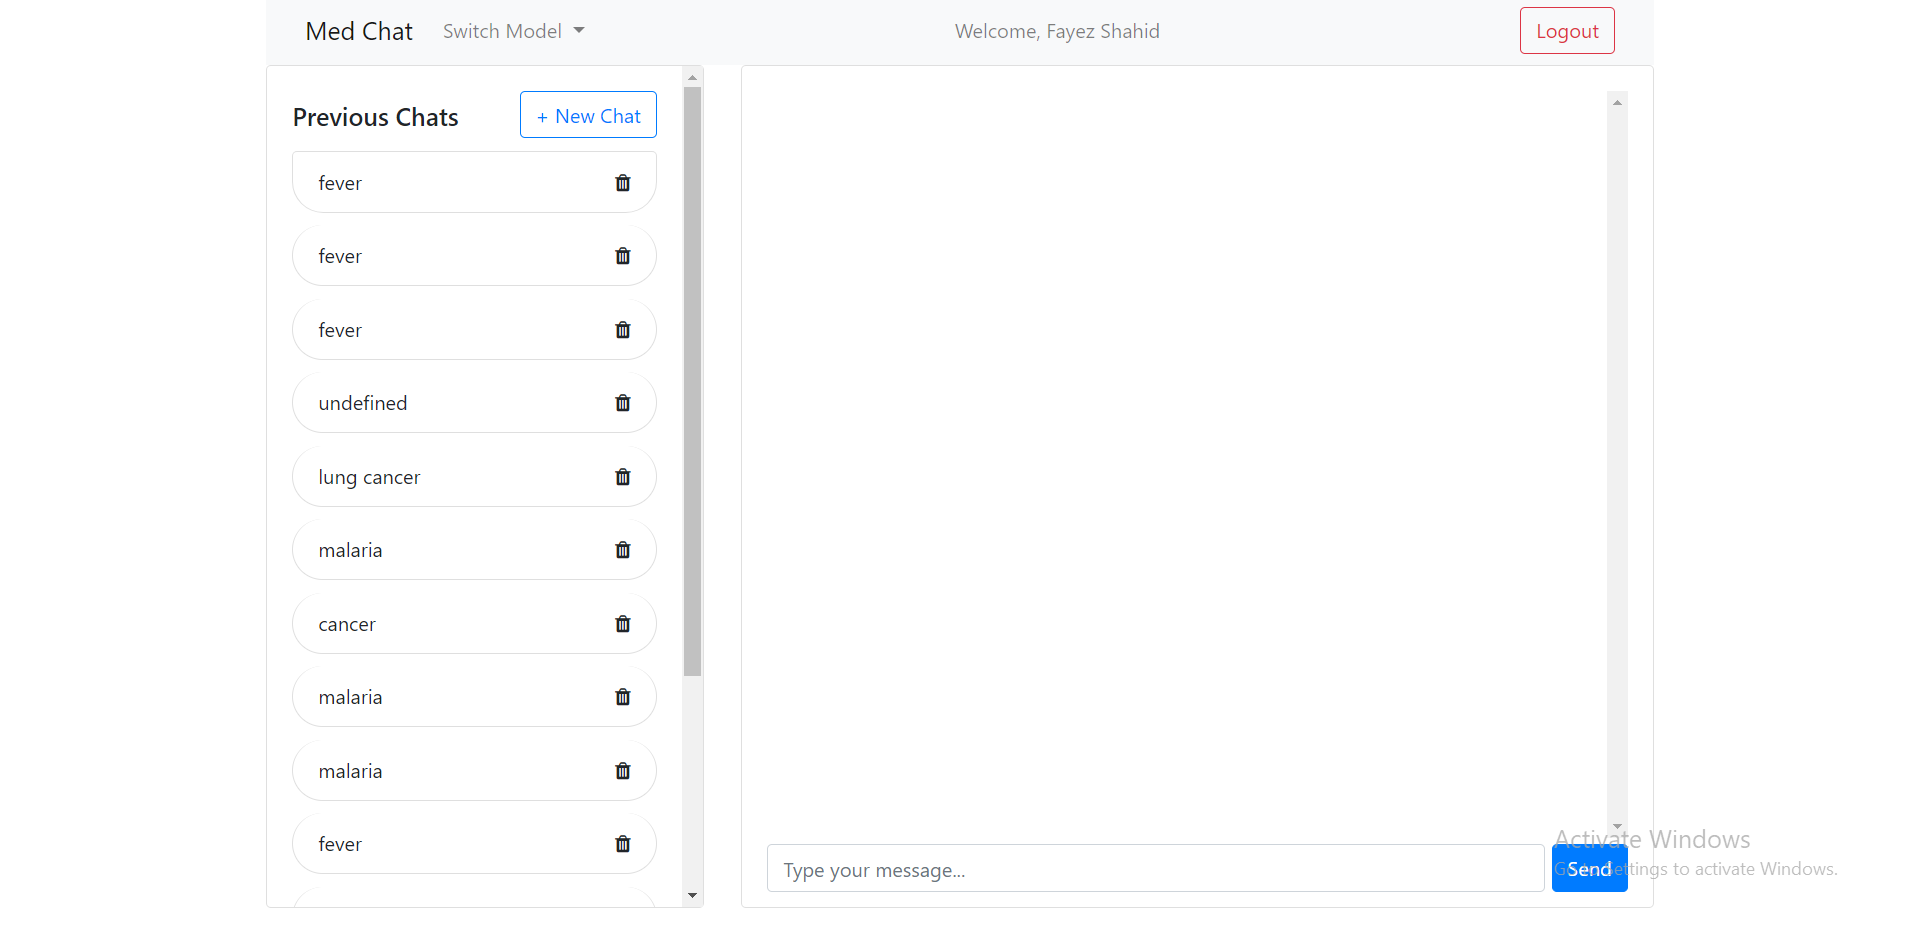 Med Chat
Switch Model
Welcome, Fayez Shahid
Logout
Previous Chats
+ New Chat
fever
fever
fever
undefined
lung cancer
malaria
cancer
malaria
malaria
fever
Type your message...
Send
Activate Windows
Go to Settings to activate Windows.